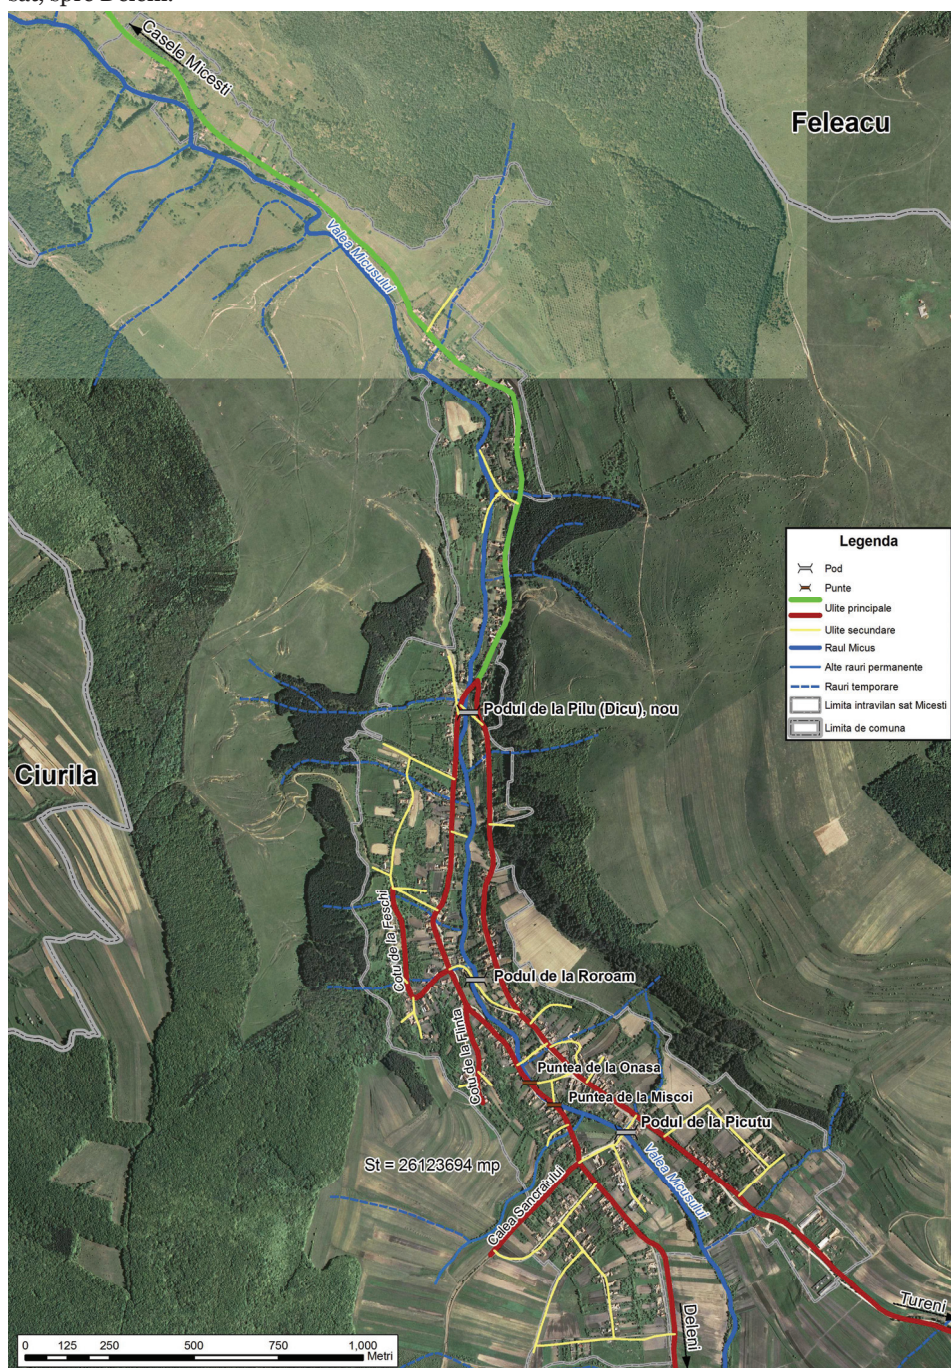 sat, spre Deleni.
Casele Micesti
Feleacu
Valea Micusului
Legenda
Pod
Punte
Ulite principale
Ulite secundare
Raul Micus
Alte rauri permanente
Rauri temporare
Limita intravilan sat Micesti
Limita de comuna
Podul de la Pilu (Dicu), nou
Ciurila
Cotu de la Feschi
Podul de la Roroam
Cotu de la Flinta
Puntea de la Onasa
Puntea de la Miscoi
Podul de la Picutu
St = 26123694 mp
Valea Micusului
Calea Sancraiului
Tureni
Deleni
0 125 250 500 750 1,000
Metri